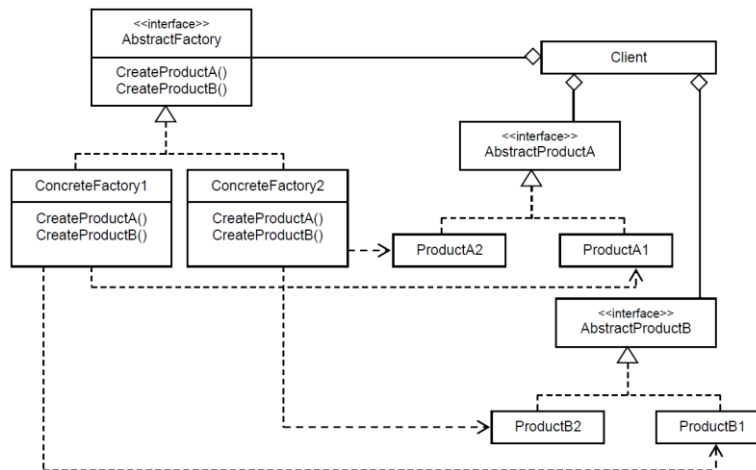 <<interface>>
AbstractFactory
CreateProductA()
CreateProductB()
Client
<<interface>>
AbstractProductA
ConcreteFactory1
CreateProductA()
CreateProductB()
ConcreteFactory2
CreateProductA()
CreateProductB()
ProductA2
ProductA1
<<interface>>
AbstractProductB
ProductB2
ProductB1